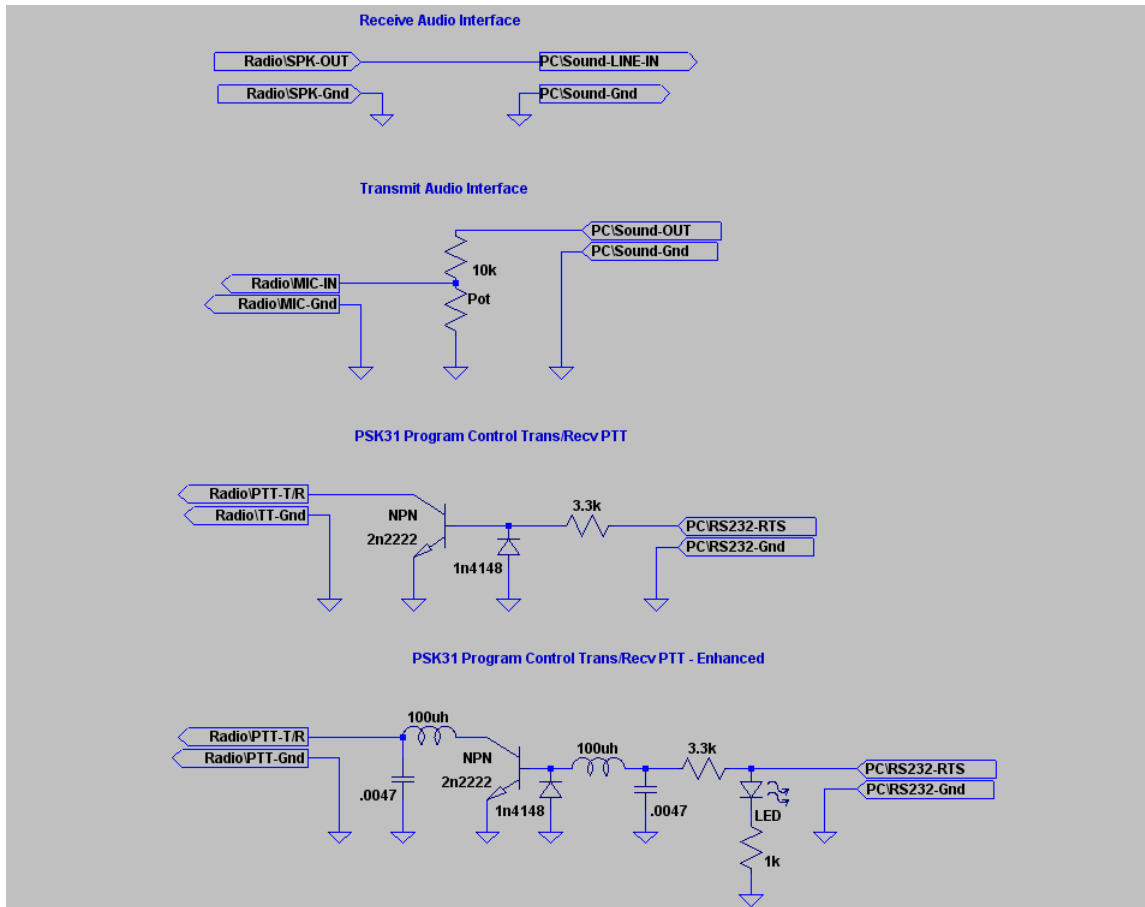 Receive Audio Interface
Radio\SPK-OUT
PC\Sound-LINE-IN
Radio\SPK-Gnd
PC\Sound-Gnd
Transmit Audio Interface
PC\Sound-OUT
PC\Sound-Gnd
10k
Radio\MIC-IN
Pot
Radio\MIC-Gnd
PSK31 Program Control Trans/Recv PTT
Radio\PTT-T/R
3.3k
Radio\TT-Gnd
NPN
PC\RS232-RTS
2n2222
PC\RS232-Gnd
1n4148
PSK31 Program Control Trans/Recv PTT - Enhanced
100uh
Radio\PTT-T/R
NPN
100uh
3.3k
Radio\PTT-Gnd
PC\RS232-RTS
2n2222
PC\RS232-Gnd
.0047
1n4148
.0047
LED
1k